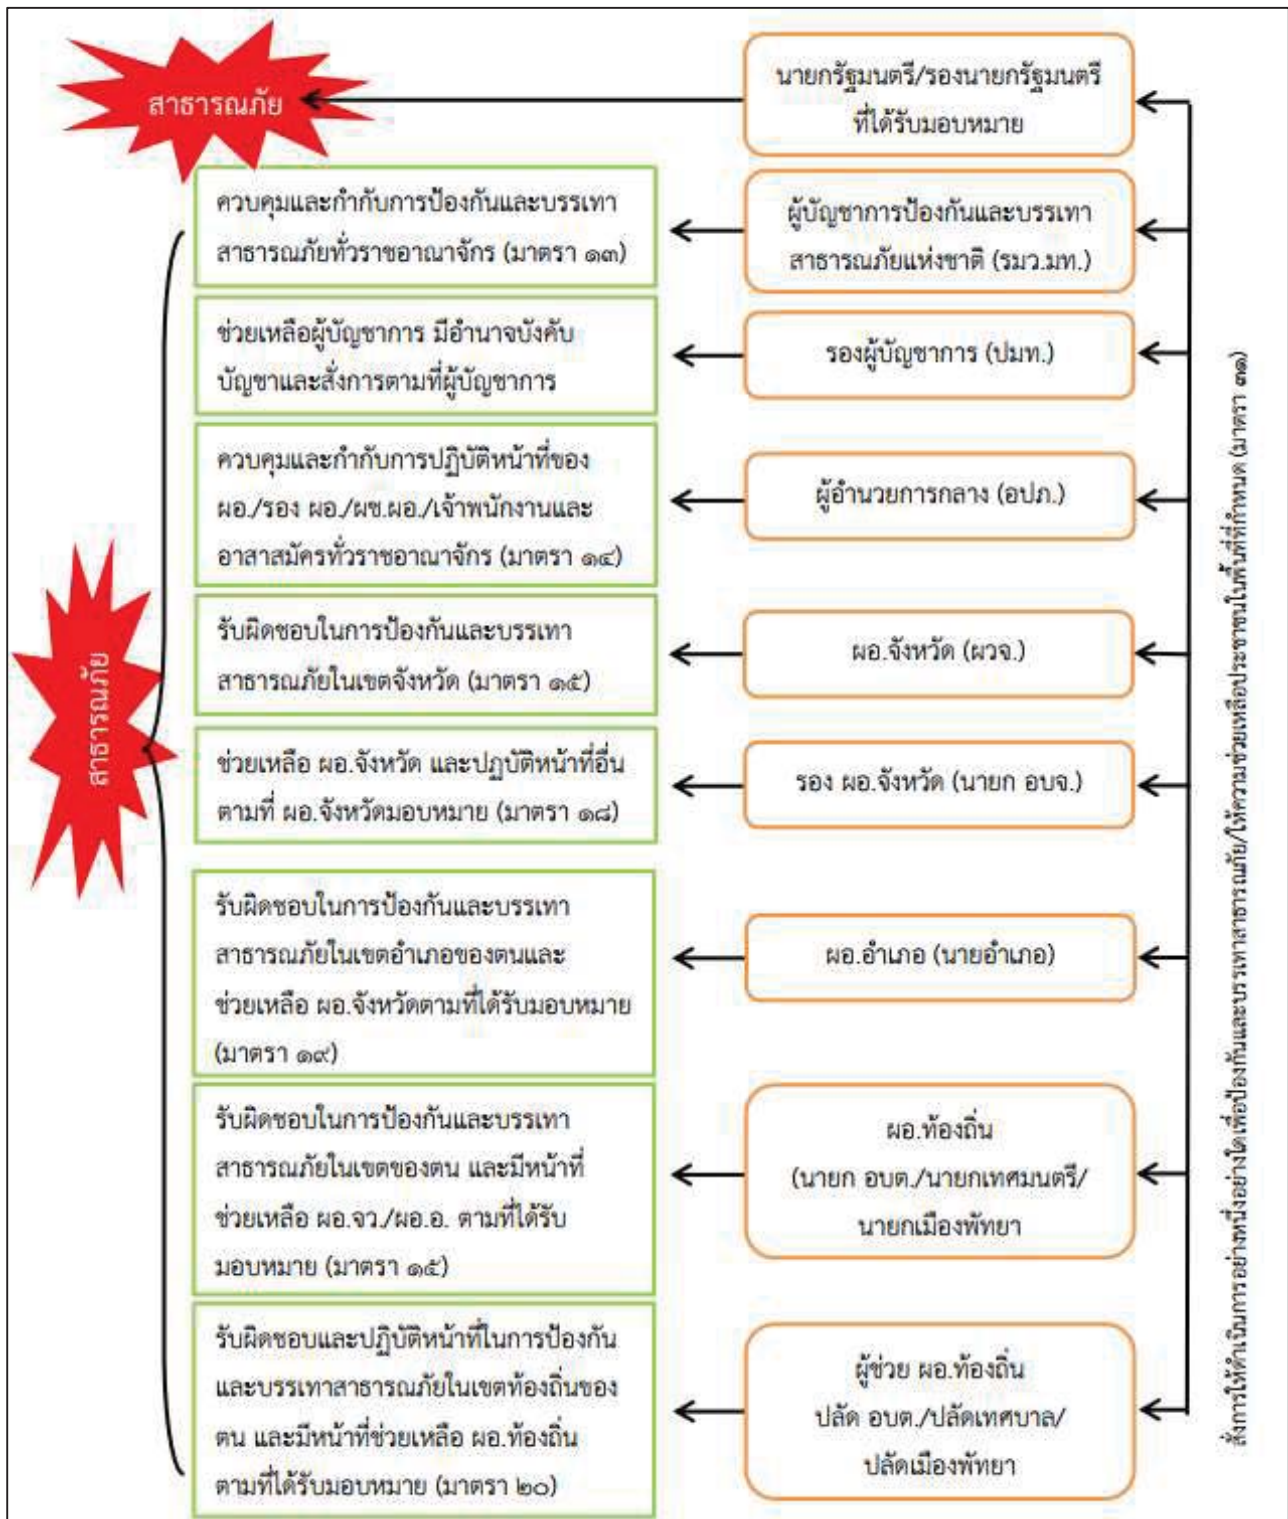 สาธารณภัย
นายกรัฐมนตรี/รองนายกรัฐมนตรี
ที่ได้รับมอบหมาย
ควบคุมและกำกับการป้องกันและบรรเทา
สาธารณภัยทั่วราชอาณาจักร (มาตรา ๑๓)
ผู้บัญชาการป้องกันและบรรเทา
สาธารณภัยแห่งชาติ (รมว.มท.)
ช่วยเหลือผู้บัญชาการ มีอำนาจบังคับ
บัญชาและสั่งการตามที่ผู้บัญชาการ
รองผู้บัญชาการ (ปมท.)
ควบคุมและกำกับการปฏิบัติหน้าที่ของ
ผอ./รอง ผอ./ผช.ผอ./เจ้าพนักงานและ
อาสาสมัครทั่วราชอาณาจักร (มาตรา ๑๔)
ผู้อำนวยการกลาง (อปภ.)
รับผิดชอบในการป้องกันและบรรเทา
สาธารณภัยในเขตจังหวัด (มาตรา ๑๕)
ผอ.จังหวัด (ผวจ.)
สาธารณภัย
ช่วยเหลือ ผอ.จังหวัด และปฏบัติหน้าที่อื่น
ตามที่ ผอ.จังหวัดมอบหมาย (มาตรา ๑๘)
รอง ผอ.จังหวัด (นายก อบจ.)
รับผิดชอบในการป้องกันและบรรเทา
สาธารณภัยในเขตอำเภอของตนและ
ช่วยเหลือ ผอ.จังหวัดตามที่ได้รับมอบหมาย
(มาตรา ๑๙)
ผอ.อำเภอ (นายอำเภอ)
รับผิดชอบในการป้องกันและบรรเทา
สาธารณภัยในเขตของตน และมีหน้าที่
ช่วยเหลือ ผอ.จว./ผอ.อ. ตามที่ได้รับ
มอบหมาย (มาตรา ๑๕)
ผอ.ท้องถิ่น
(นายก อบต./นายกเทศมนตรี/
นายกเมืองพัทยา
รับผิดชอบและปฏิบัติหน้าที่ในการป้องกัน
และบรรเทาสาธารณภัยในเขตท้องถิ่นของ
ตน และมีหน้าที่ช่วยเหลือ ผอ.ท้องถิ่น
ตามที่ได้รับมอบหมาย (มาตรา ๒๐)
ผู้ช่วย ผอ.ท้องถิ่น
ปลัด อบต./ปลัดเทศบาล/
ปลัดเมืองพัทยา
สั่งการให้ดำเนินการอย่างหนึ่งอย่างใดเพื่อป้องกันและบรรเทาสาธารณภัย/ให้ความช่วยเหลือประชาชนในพื้นที่ที่กำหนด (มาตรา ๓๑)